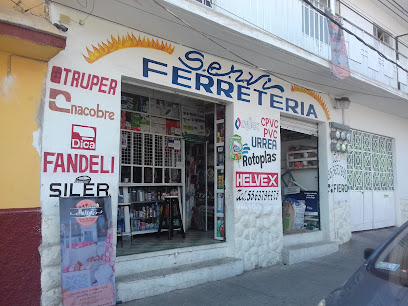 Servi
FERRETERIA
TRUPER
nacobre
Dica
FANDELI
SILER
CPVC
PVC
URREA
Rotoplas
HELVEX